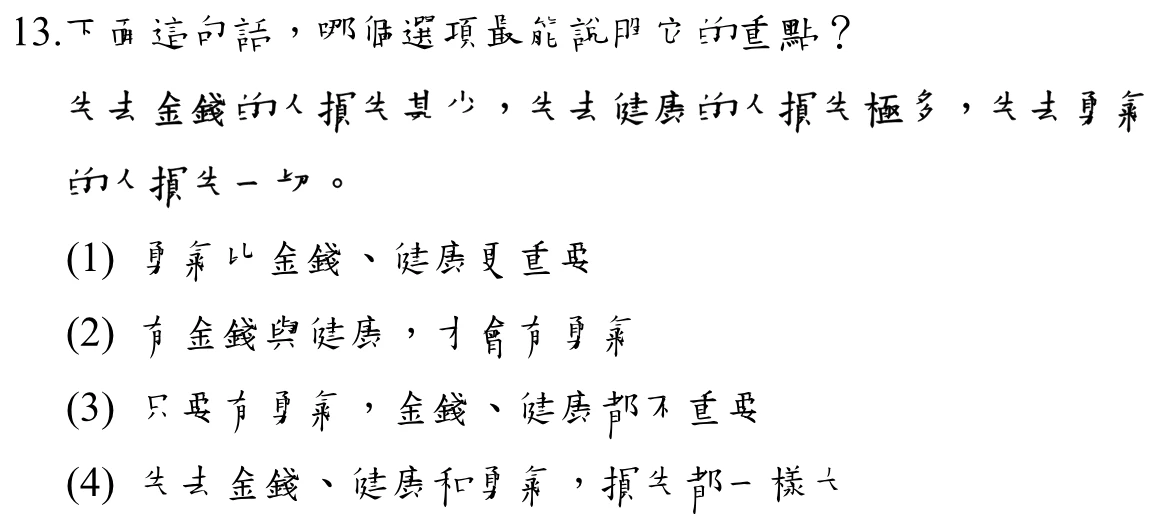 13.下面這句話，哪個選項最能說明它的重點？
失去金錢的人損失甚少，失去健康的人損失極多，失去勇氣
的人損失一切。
(1) 勇氣比金錢、健康更重要
(2) 有金錢與健康，才會有勇氣
(3) 只要有勇氣，金錢、健康都不重要
(4) 失去金錢、健康和勇氣，損失都一樣大